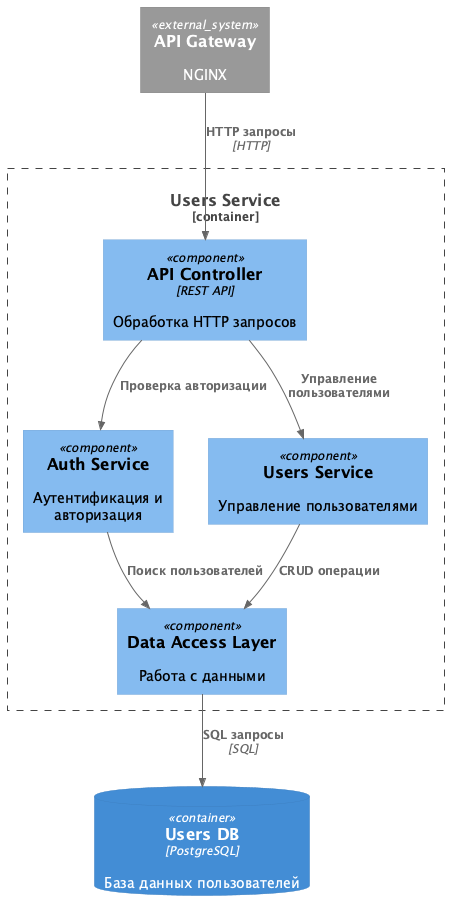 «external_system»
API Gateway
NGINX
HTTP запросы
[HTTP]
Users Service
[container]
«component»
API Controller
[REST API]
Обработка HTTP запросов
Проверка авторизации
Управление
пользователями
«component»
Auth Service
Аутентификация и
авторизация
«component»
Users Service
Управление пользователями
Поиск пользователей
CRUD операции
«component»
Data Access Layer
Работа с данными
SQL запросы
[SQL]
«container»
Users DB
[PostgreSQL]
База данных пользователей